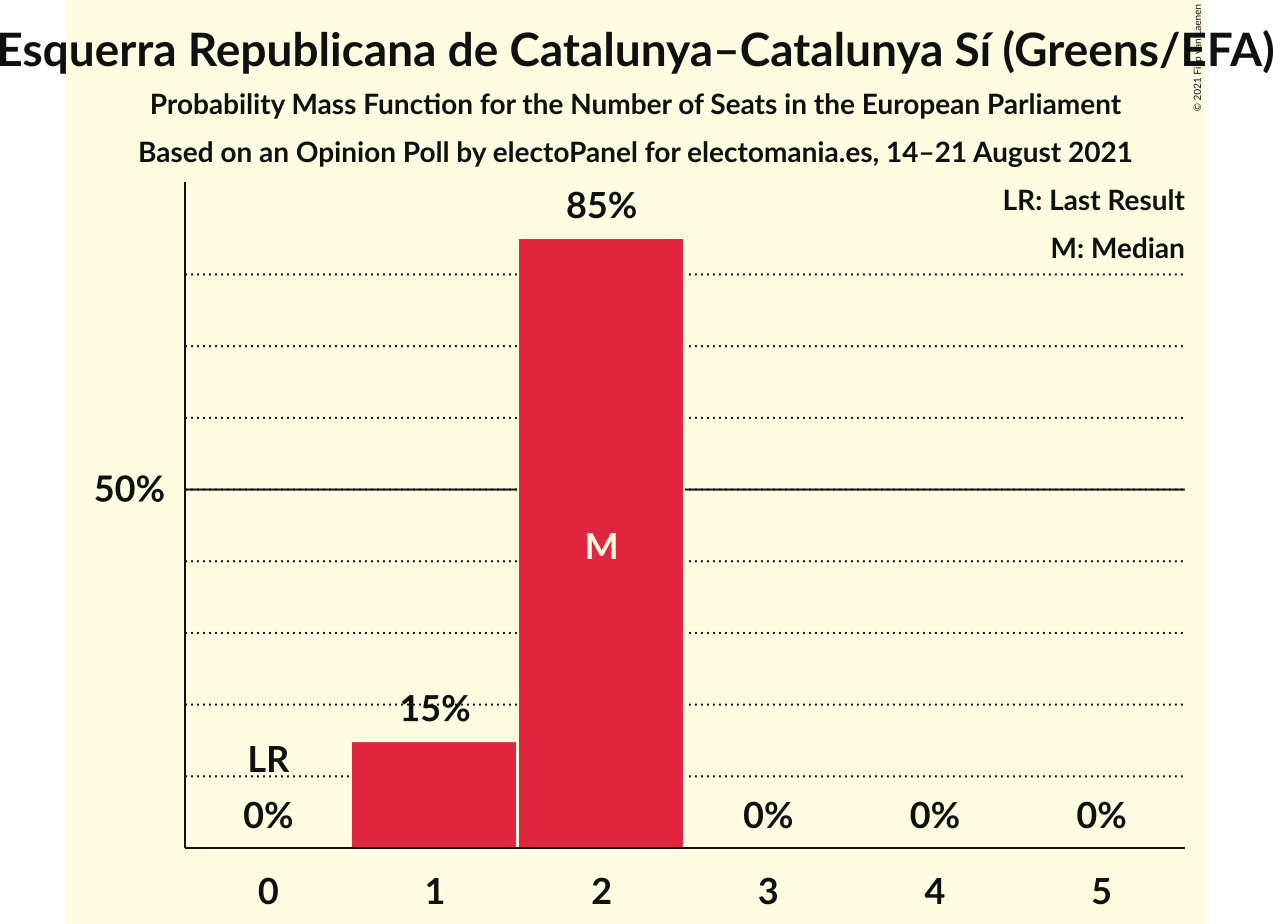 Esquerra Republicana de Catalunya–Catalunya Sí (Greens/EFA)
Probability Mass Function for the Number of Seats in the European Parliament
Based on an Opinion Poll by electoPanel for electomania.es, 14–21 August 2021
© 2021 Filip
LR: Last Result
M: Median
85%
50%
M
15%
LR
0%
0%
0%
0%
0 1 2 3 4 5